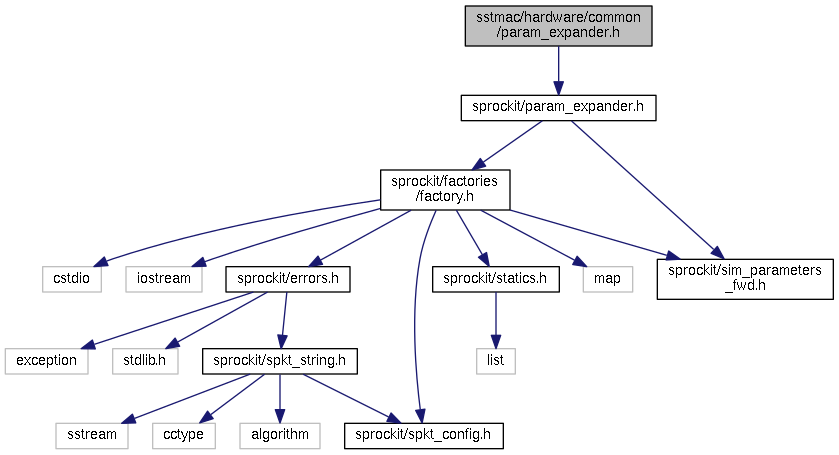 sstmac/hardware/common
/param_expander.h
sprockit/param_expander.h
sprockit/factories
/factory.h
cstdio
iostream
sprockit/errors.h
sprockit/statics.h
map
sprockit/sim_parameters
_fwd.h
exception
stdlib.h
sprockit/spkt_string.h
list
sstream
cctype
algorithm
sprockit/spkt_config.h